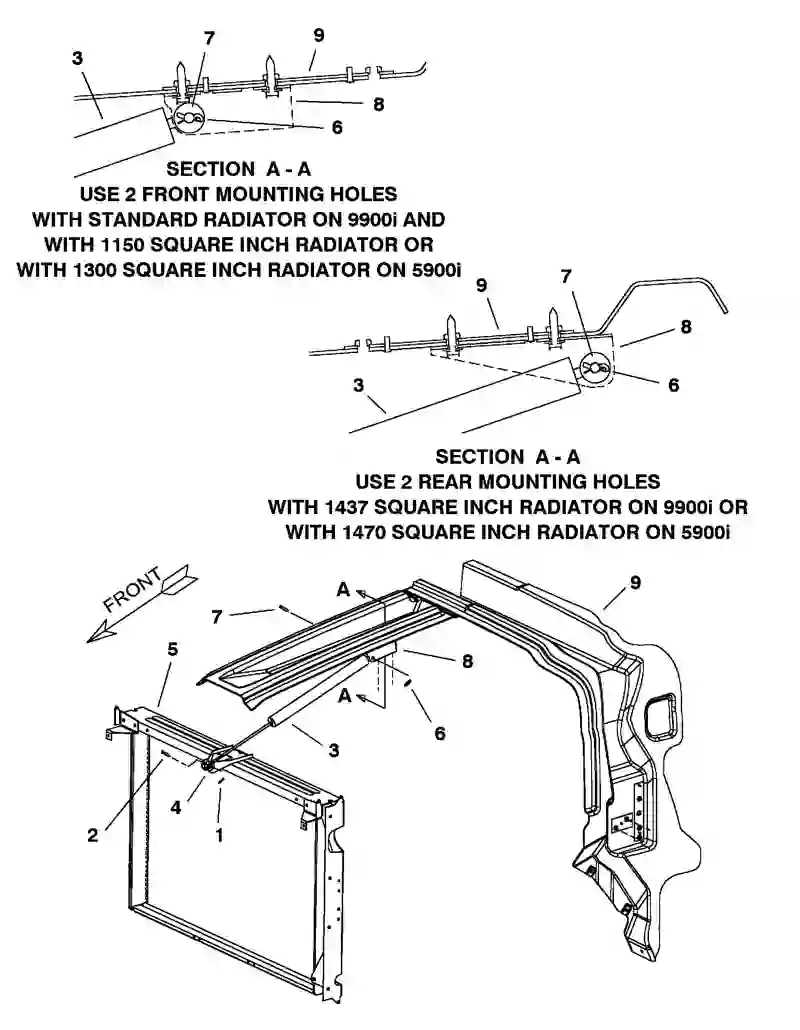 7
9
3
8
6
SECTION A - A
USE 2 FRONT MOUNTING HOLES
WITH STANDARD RADIATOR ON 9900i AND
WITH 1150 SQUARE INCH RADIATOR OR
WITH 1300 SQUARE INCH RADIATOR ON 5900i
9
7
8
3
6
SECTION A - A
USE 2 REAR MOUNTING HOLES
WITH 1437 SQUARE INCH RADIATOR ON 9900i OR
WITH 1470 SQUARE INCH RADIATOR ON 5900i
FRONT
A
9
7
5
8
A
6
3
4
2
1